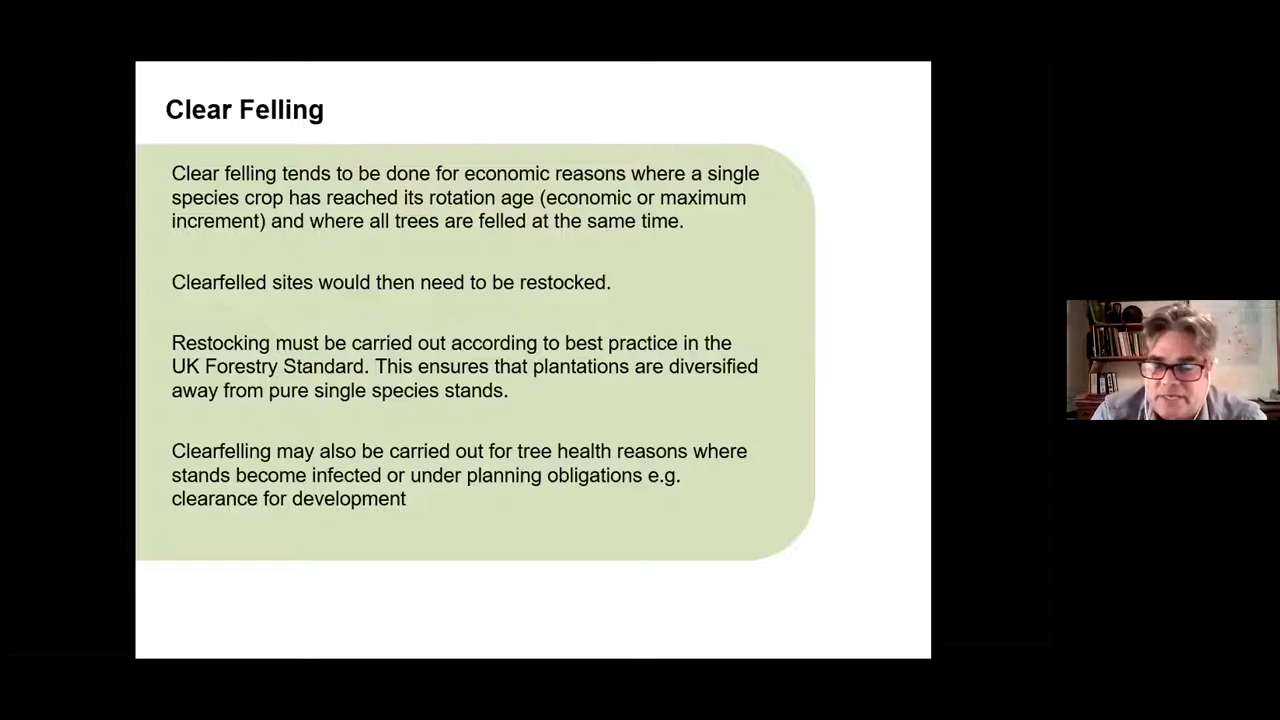 Clear Felling
Clear felling tends to be done for economic reasons where a single
species crop has reached its rotation age (economic or maximum
increment) and where all trees are felled at the same time.
Clearfelled sites would then need to be restocked.
Restocking must be carried out according to best practice in the
UK Forestry Standard. This ensures that plantations are diversified
away from pure single species stands.
Clearfelling may also be carried out for tree health reasons where
stands become infected or under planning obligations e.g.
clearance for development